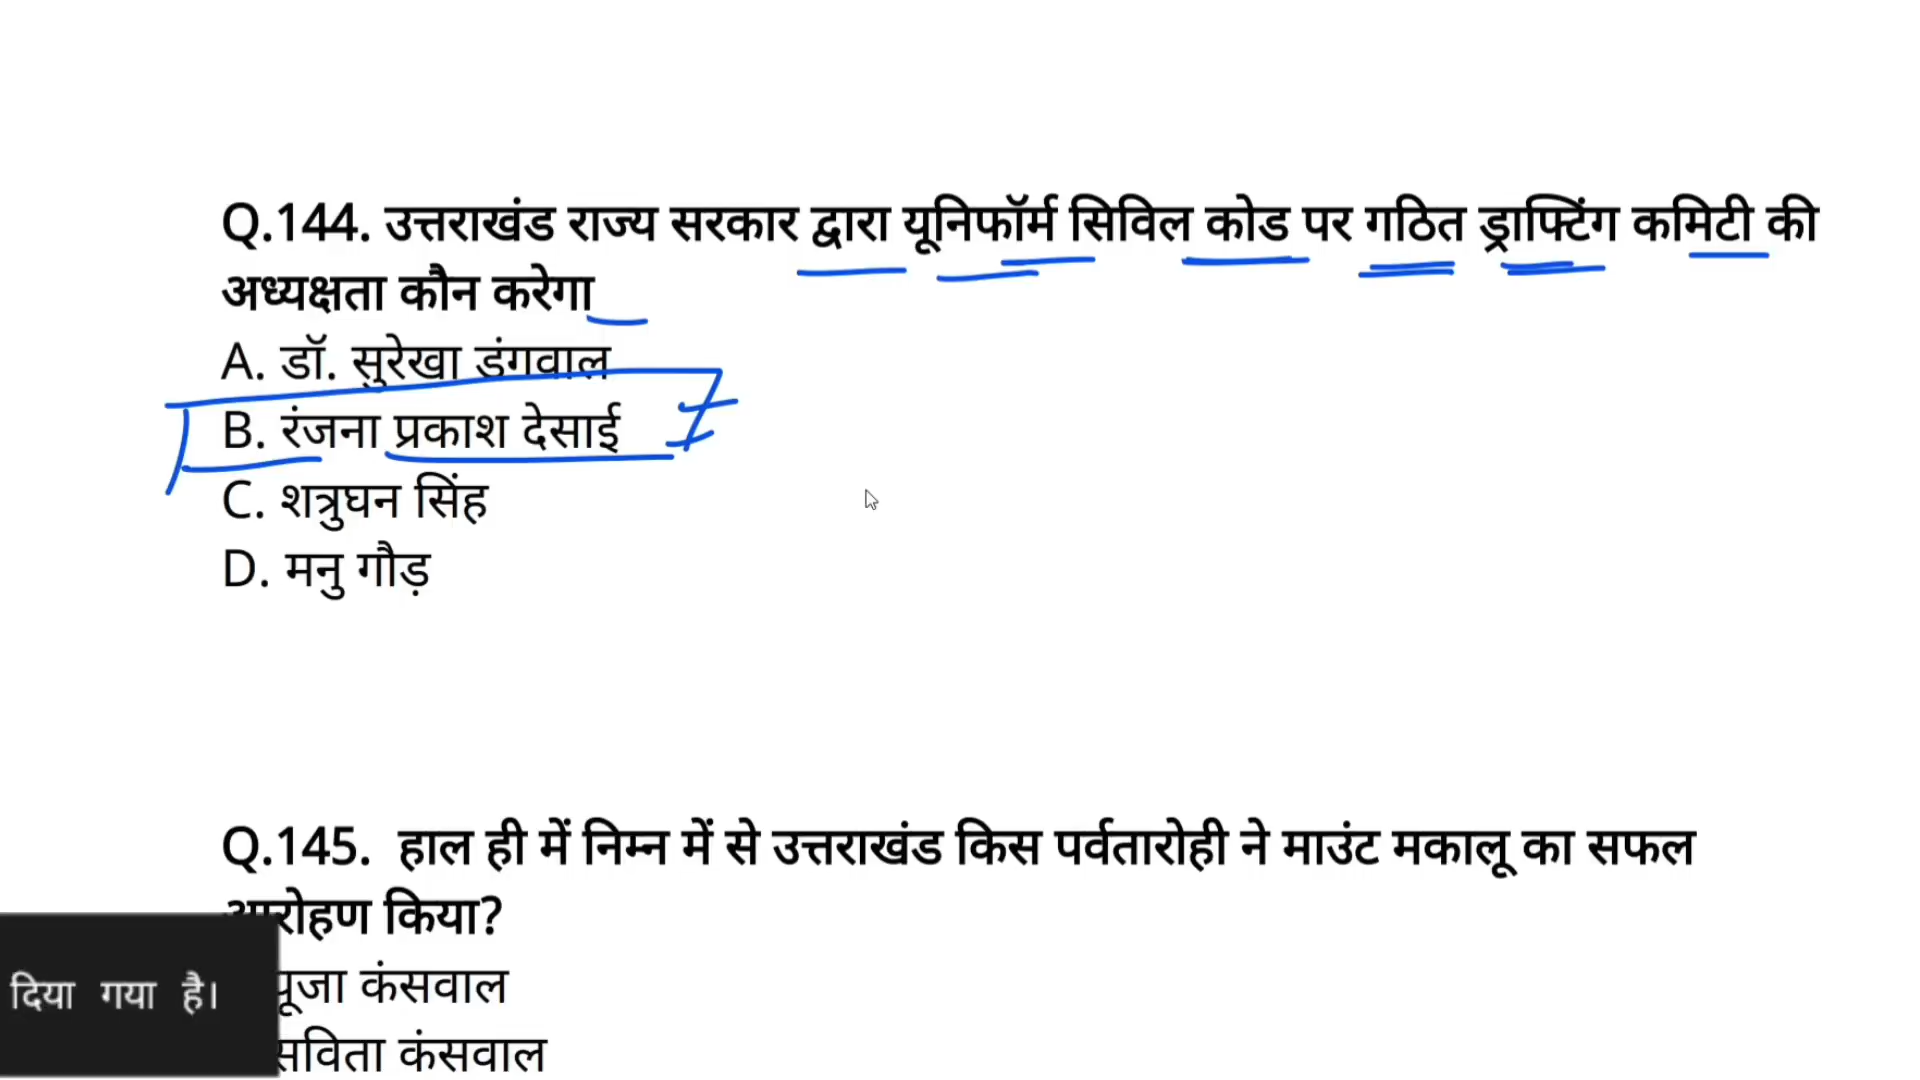 Q.144. उत्तराखंड राज्य सरकार द्वारा यूनिफॉर्म सिविल कोड पर गठित ड्राफ्टिंग कमिटी की
अध्यक्षता कौन करेगा
A. डॉ. सुरेखा डंगवाल
B. रंजना प्रकाश देसाई
C. शत्रुघन सिंह
D. मनु गौड़
Q.145. हाल ही में निम्न में से उत्तराखंड किस पर्वतारोही ने माउंट मकालू का सफल
आरोहण किया?
पूजा कंसवाल
दिया गया है।
सविता कंसवाल